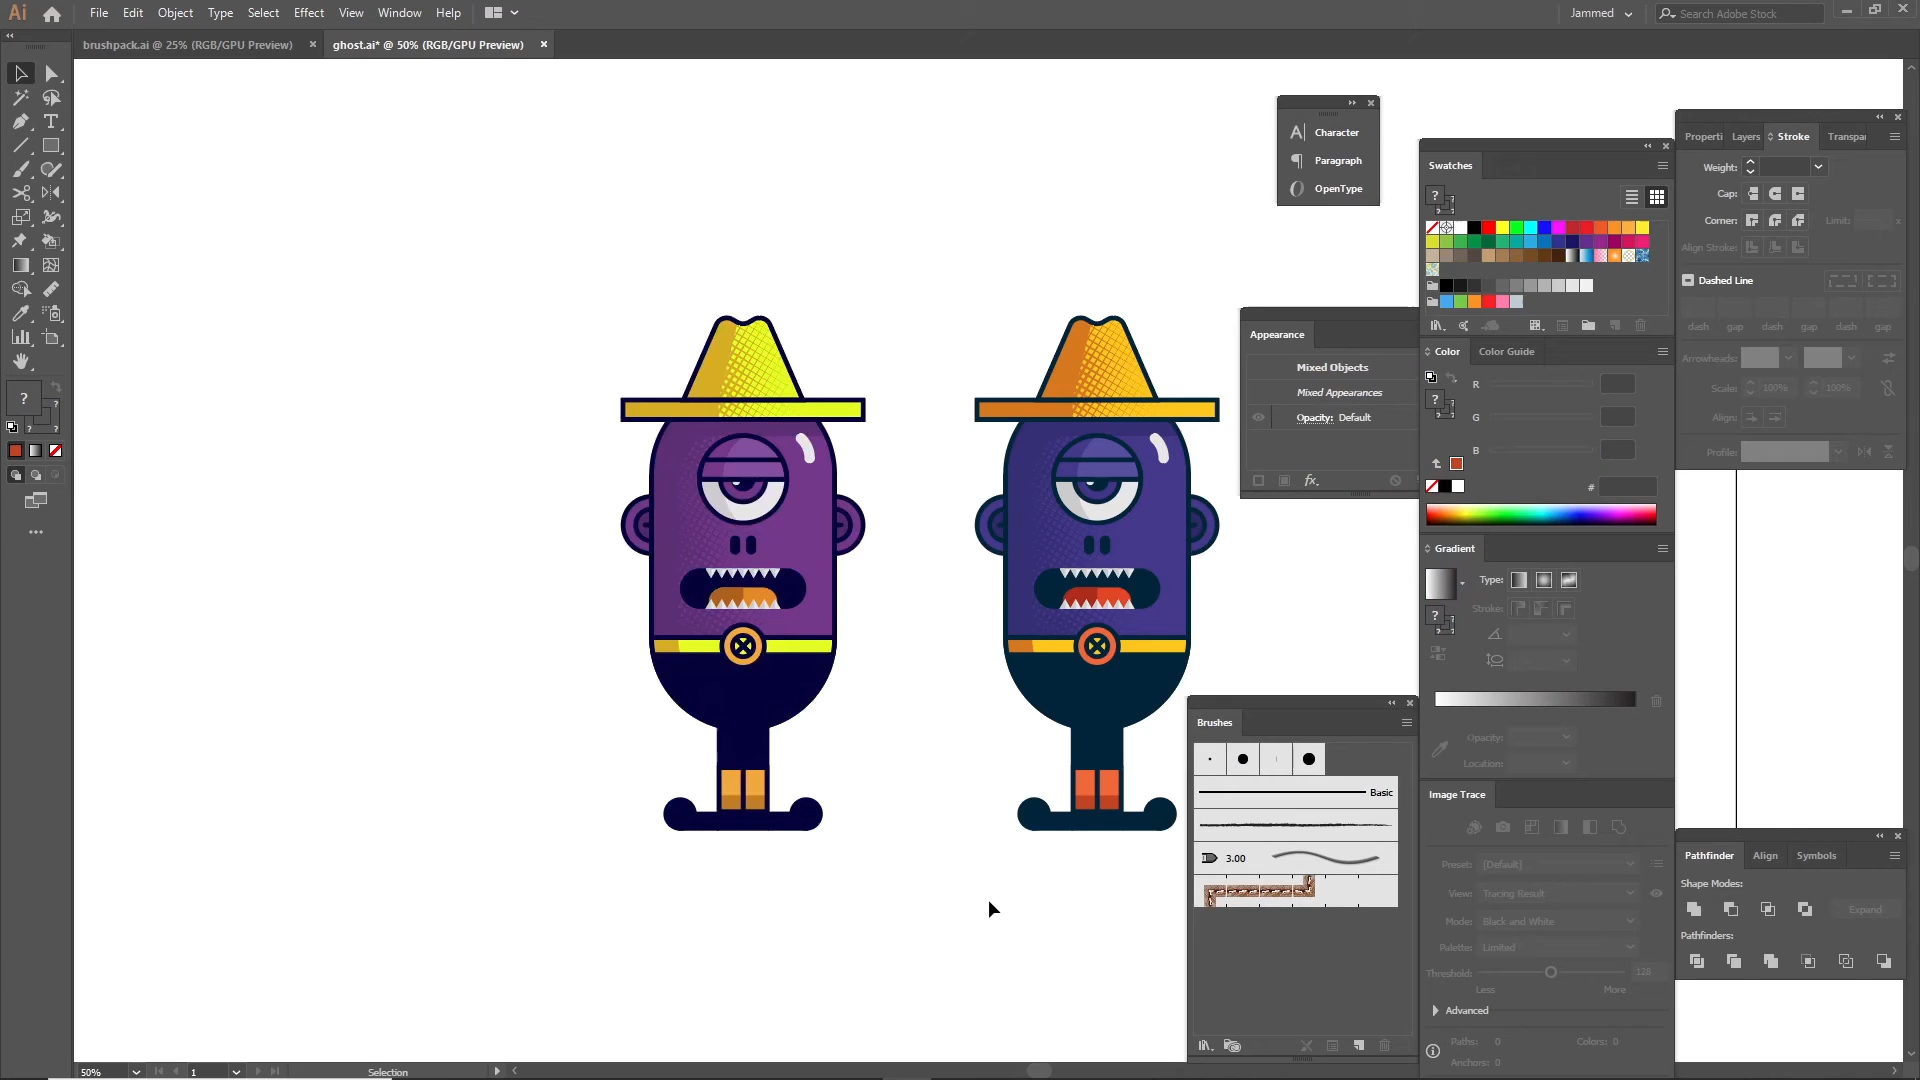 Ai File Edit Object Type Select Effect View Window Help Jammed Search Adobe Stock
brushpack.ai @ 25% (RGB/GPU Preview) ghost.ai* @ 50% (RGB/GPU Preview)
Character
Paragraph
OpenType
Swatches
Properti Layers Stroke Transpar
Weight:
Cap:
Corner: Limit: x
Align Stroke:
Dashed Line
dash gap dash gap dash gap
Arrowheads:
Scale: 100% 100%
Align:
Profile:
Appearance
Mixed Objects
Mixed Appearances
Opacity: Default
fx.
Color Color Guide
R
G
B
#
Gradient
Type:
Stroke:
Opacity:
Location:
Brushes
Basic
3.00
Image Trace
Preset: [Default]
View: Tracing Result
Mode: Black and White
Palette: Limited
Threshold: 128
Less More
Advanced
Paths: 0 Colors: 0
Anchors: 0
Pathfinder Align Symbols
Shape Modes:
Expand
Pathfinders:
50% 1 Selection